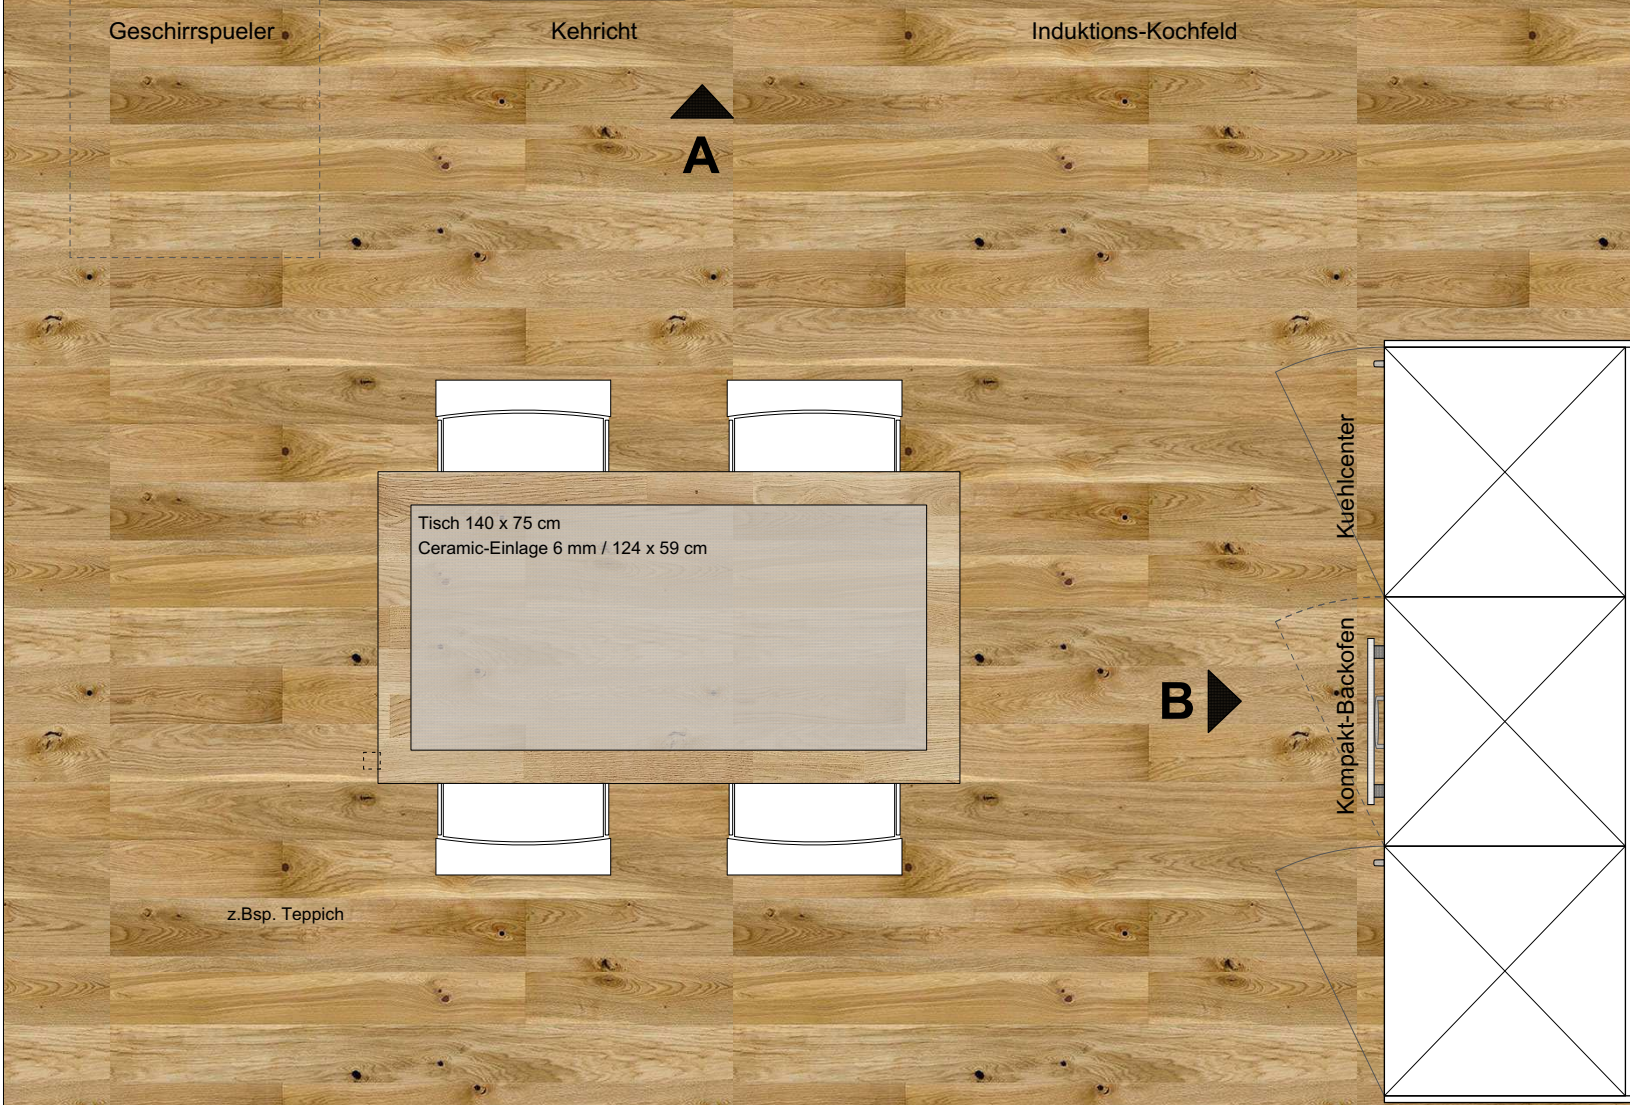 Geschirrspueler
Kehricht
Induktions-Kochfeld
A
Kuehlcenter
Tisch 140 x 75 cm
Ceramic-Einlage 6 mm / 124 x 59 cm
B
Kompakt-Backofen
z.Bsp. Teppich